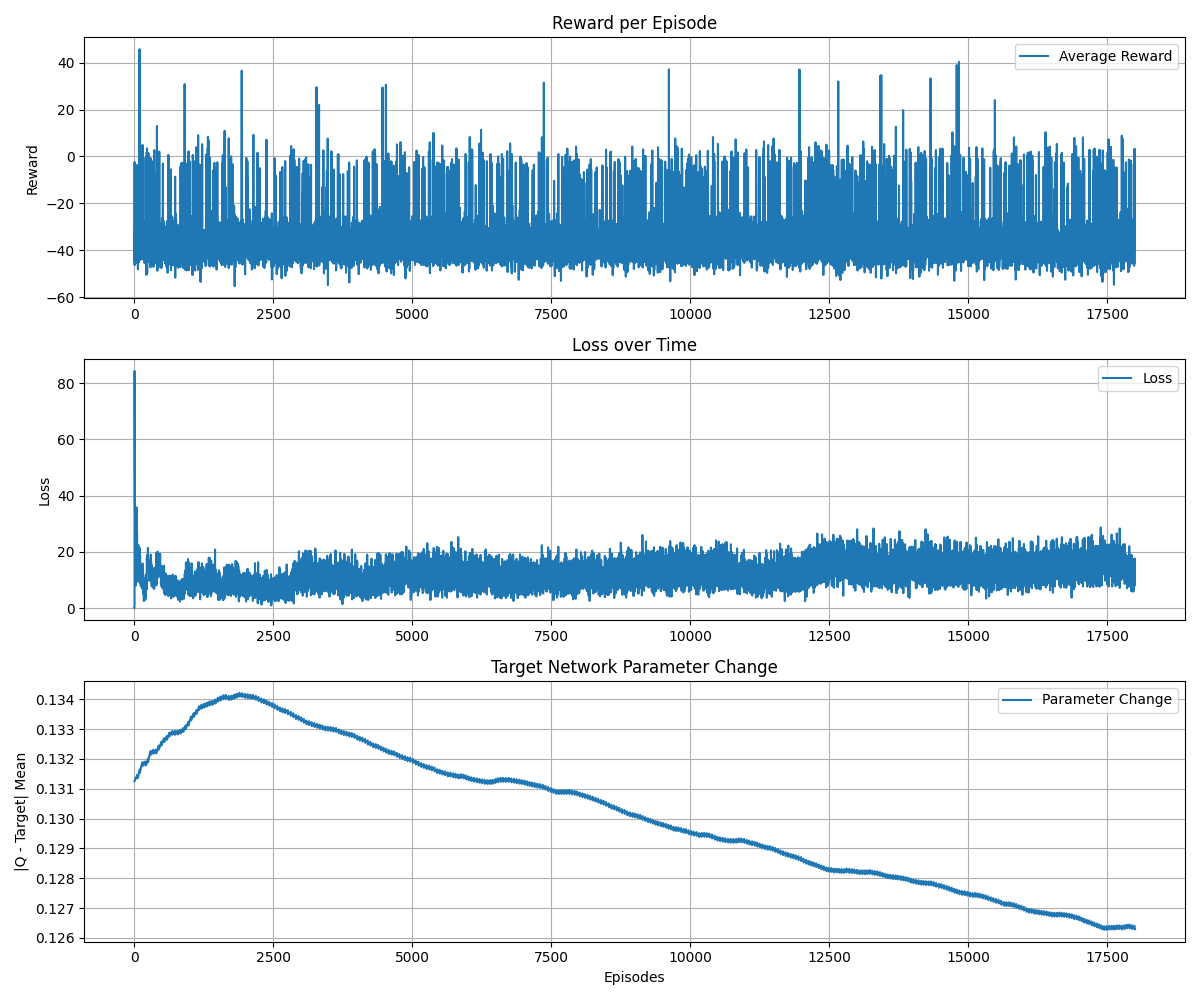 Reward per Episode
Average Reward
Reward
40
20
0
−20
−40
−60
0 2500 5000 7500 10000 12500 15000 17500
Loss over Time
Loss
Loss
80
60
40
20
0
0 2500 5000 7500 10000 12500 15000 17500
Target Network Parameter Change
Parameter Change
|Q - Target| Mean
0.134
0.133
0.132
0.131
0.130
0.129
0.128
0.127
0.126
0 2500 5000 7500 10000 12500 15000 17500
Episodes